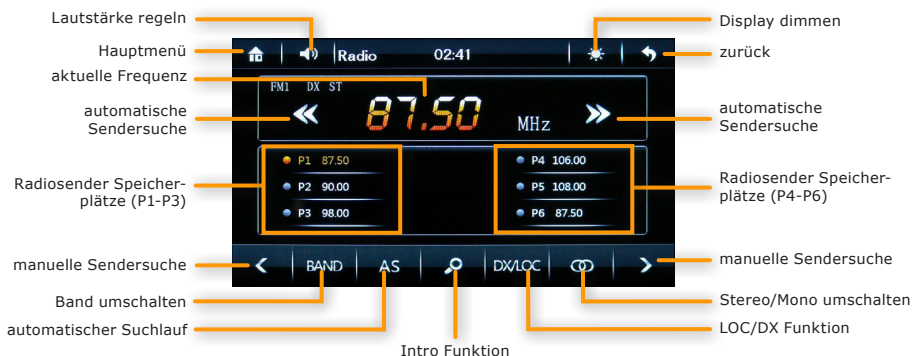 Lautstärke regeln
Display dimmen
Hauptmenü
zurück
Radio 02:41
aktuelle Frequenz
FM1 DX ST
automatische
Sendersuche
87.50 MHz
automatische
Sendersuche
P1 87.50
P2 90.00
P3 98.00
P4 106.00
P5 108.00
P6 87.50
Radiosender Speicher-
plätze (P1-P3)
Radiosender Speicher-
plätze (P4-P6)
BAND AS DX/LOC
manuelle Sendersuche
manuelle Sendersuche
Band umschalten
Stereo/Mono umschalten
automatischer Suchlauf
LOC/DX Funktion
Intro Funktion